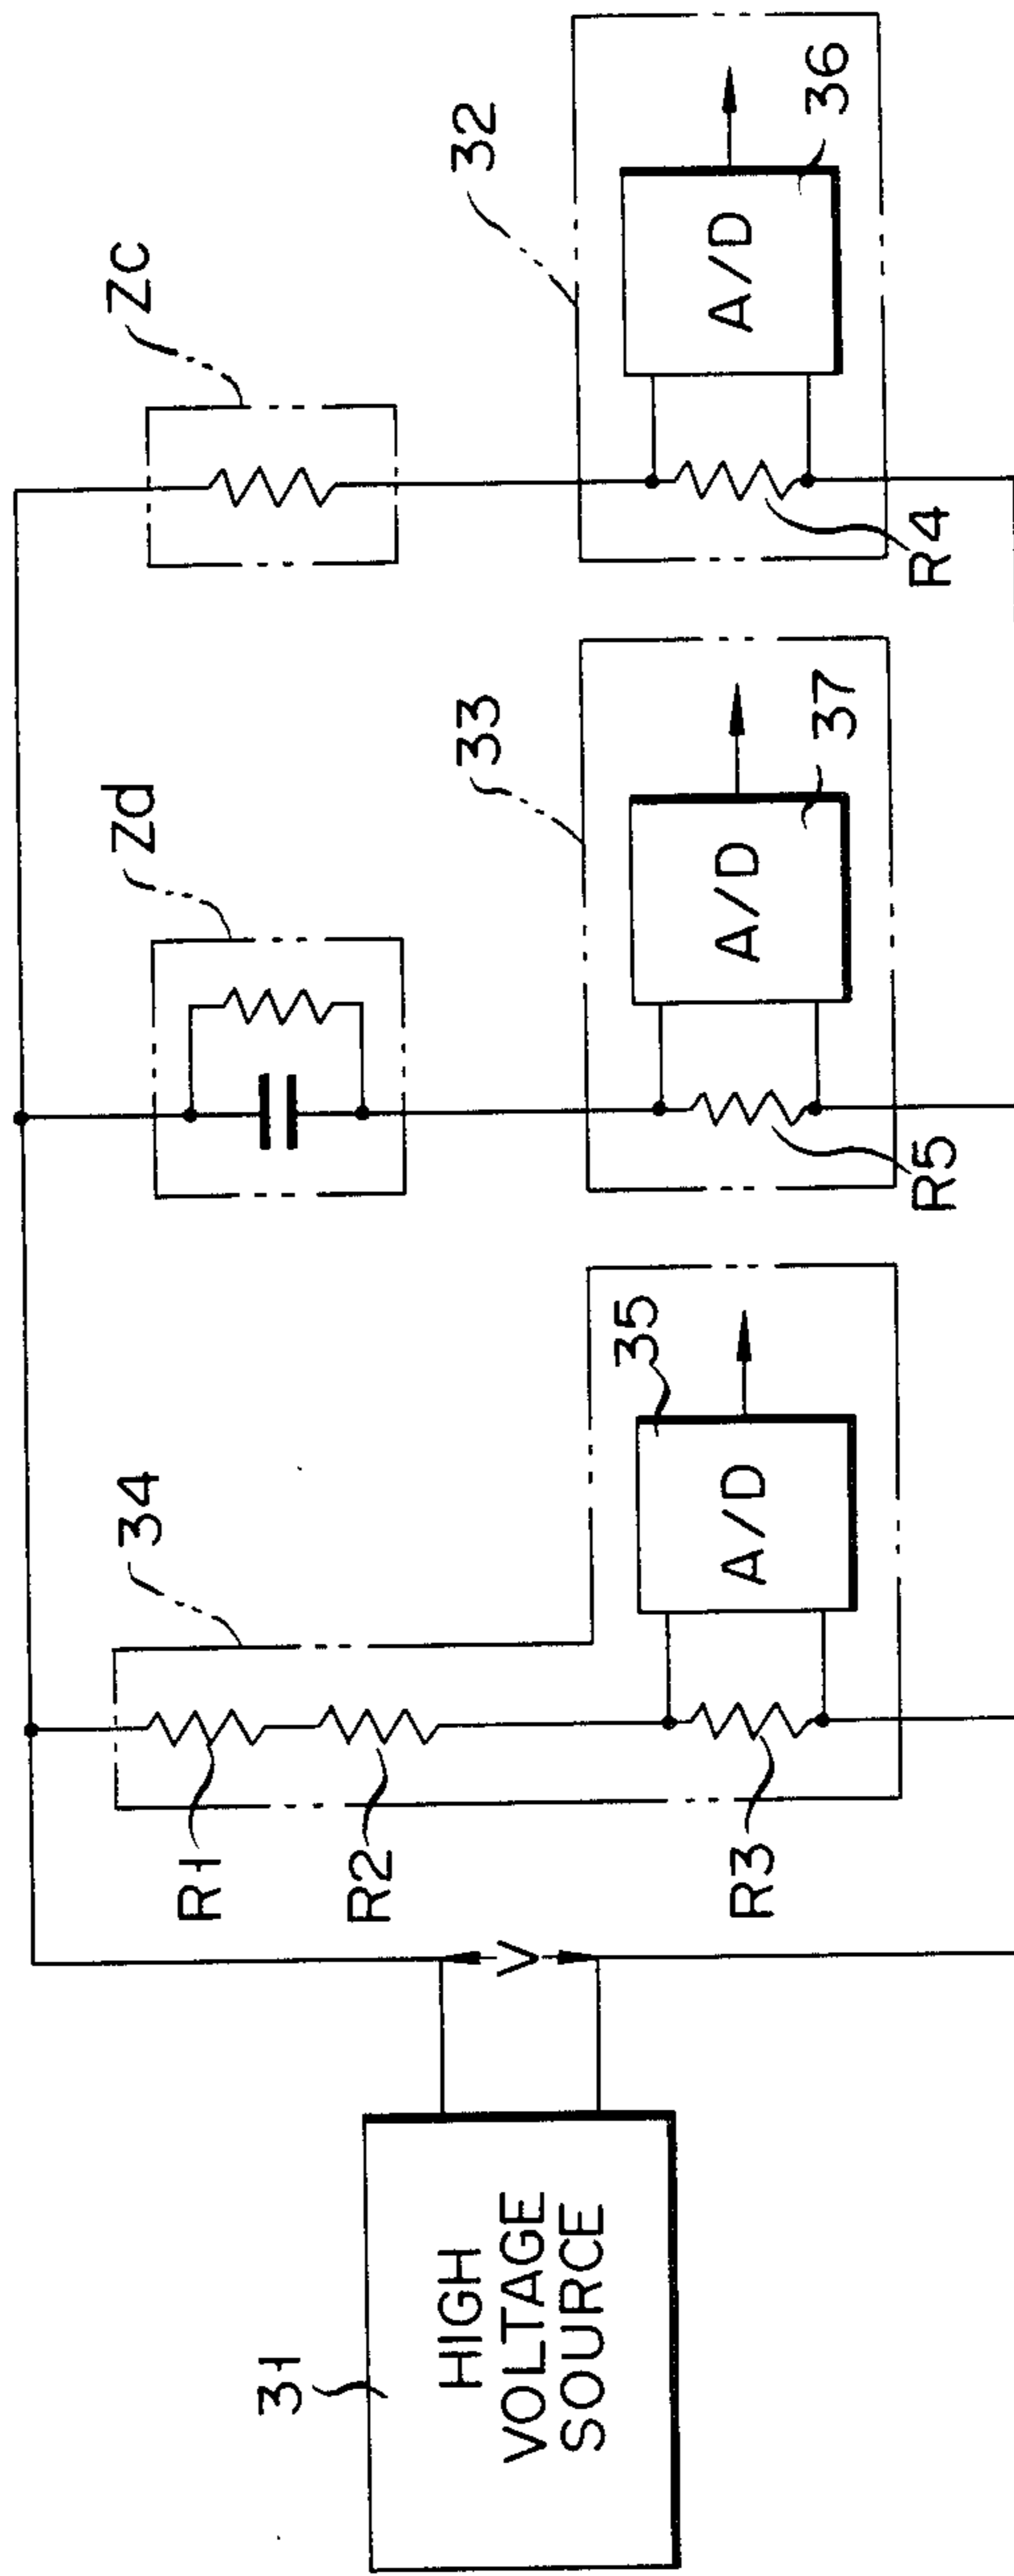 31
HIGH
VOLTAGE
SOURCE
V
R1
R2
R3
34
35
A/D
Zd
33
37
A/D
R5
Zc
32
36
A/D
R4